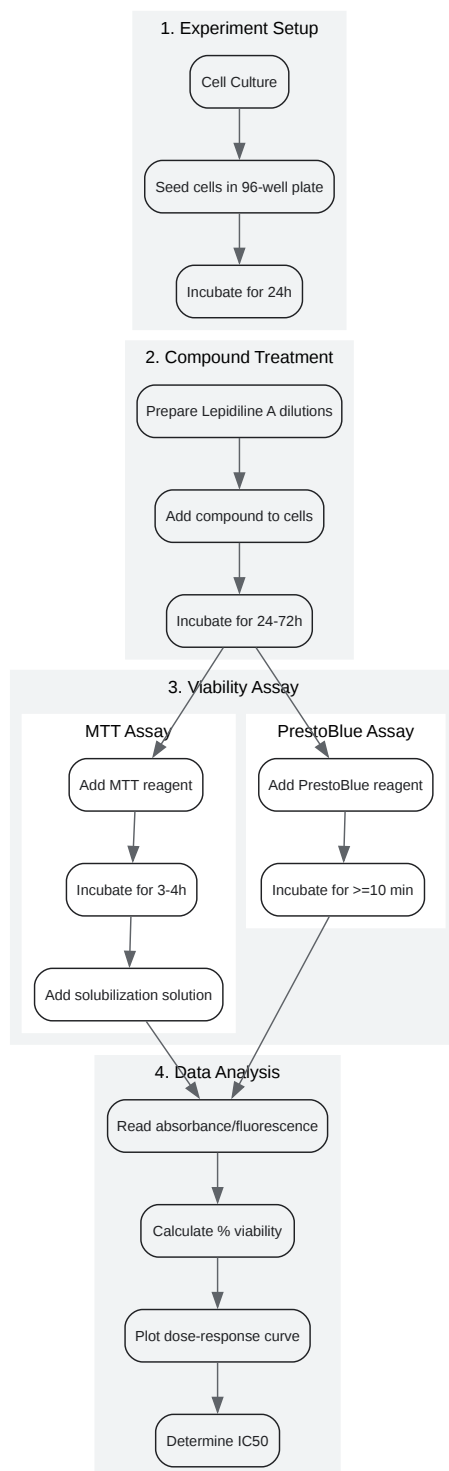 1. Experiment Setup
Cell Culture
Seed cells in 96-well plate
Incubate for 24h
2. Compound Treatment
Prepare Lepidiline A dilutions
Add compound to cells
Incubate for 24-72h
3. Viability Assay
MTT Assay
PrestoBlue Assay
Add MTT reagent
Add PrestoBlue reagent
Incubate for 3-4h
Incubate for >=10 min
Add solubilization solution
4. Data Analysis
Read absorbance/fluorescence
Calculate % viability
Plot dose-response curve
Determine IC50